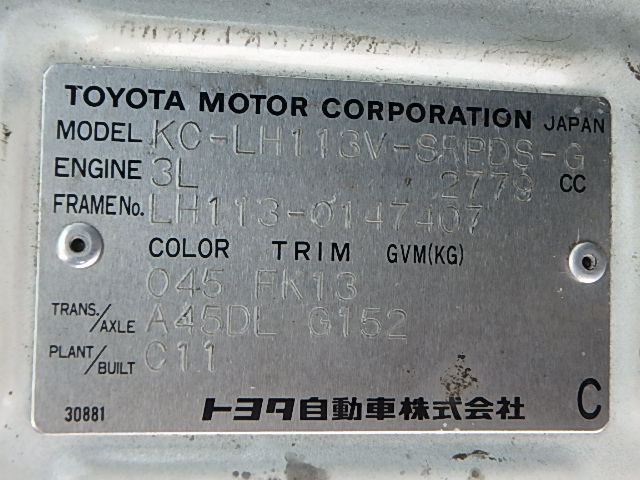 TOYOTA MOTOR CORPORATION JAPAN
MODEL KC-LH113V-SRPDS-G
ENGINE 3L 2779 CC
FRAME No. LH113-0147407
COLOR TRIM GVM(KG)
045 FK13
TRANS./AXLE A45DL G152
PLANT/BUILT C11
30881 トヨタ自動車株式会社 C